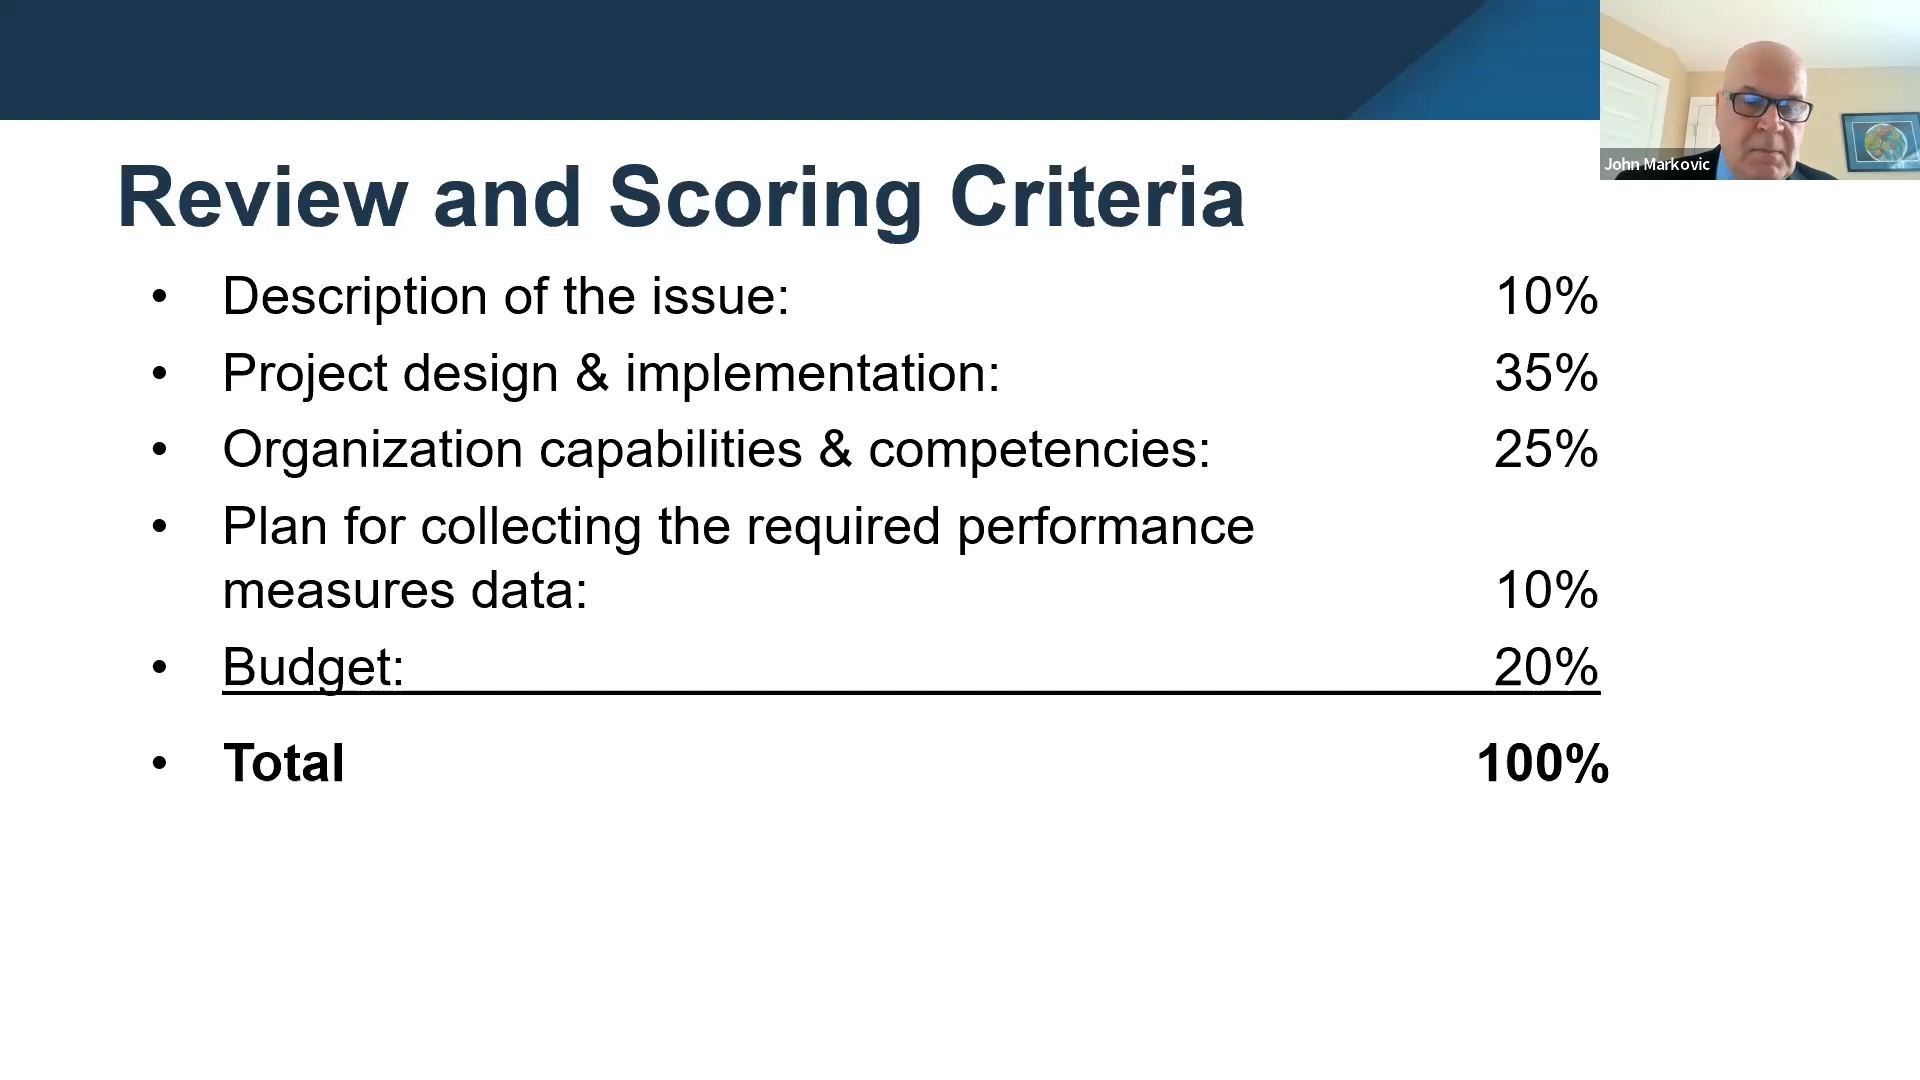 John Markovic
Review and Scoring Criteria
• Description of the issue: 10%
• Project design & implementation: 35%
• Organization capabilities & competencies: 25%
• Plan for collecting the required performance
measures data: 10%
• Budget: 20%
• Total 100%